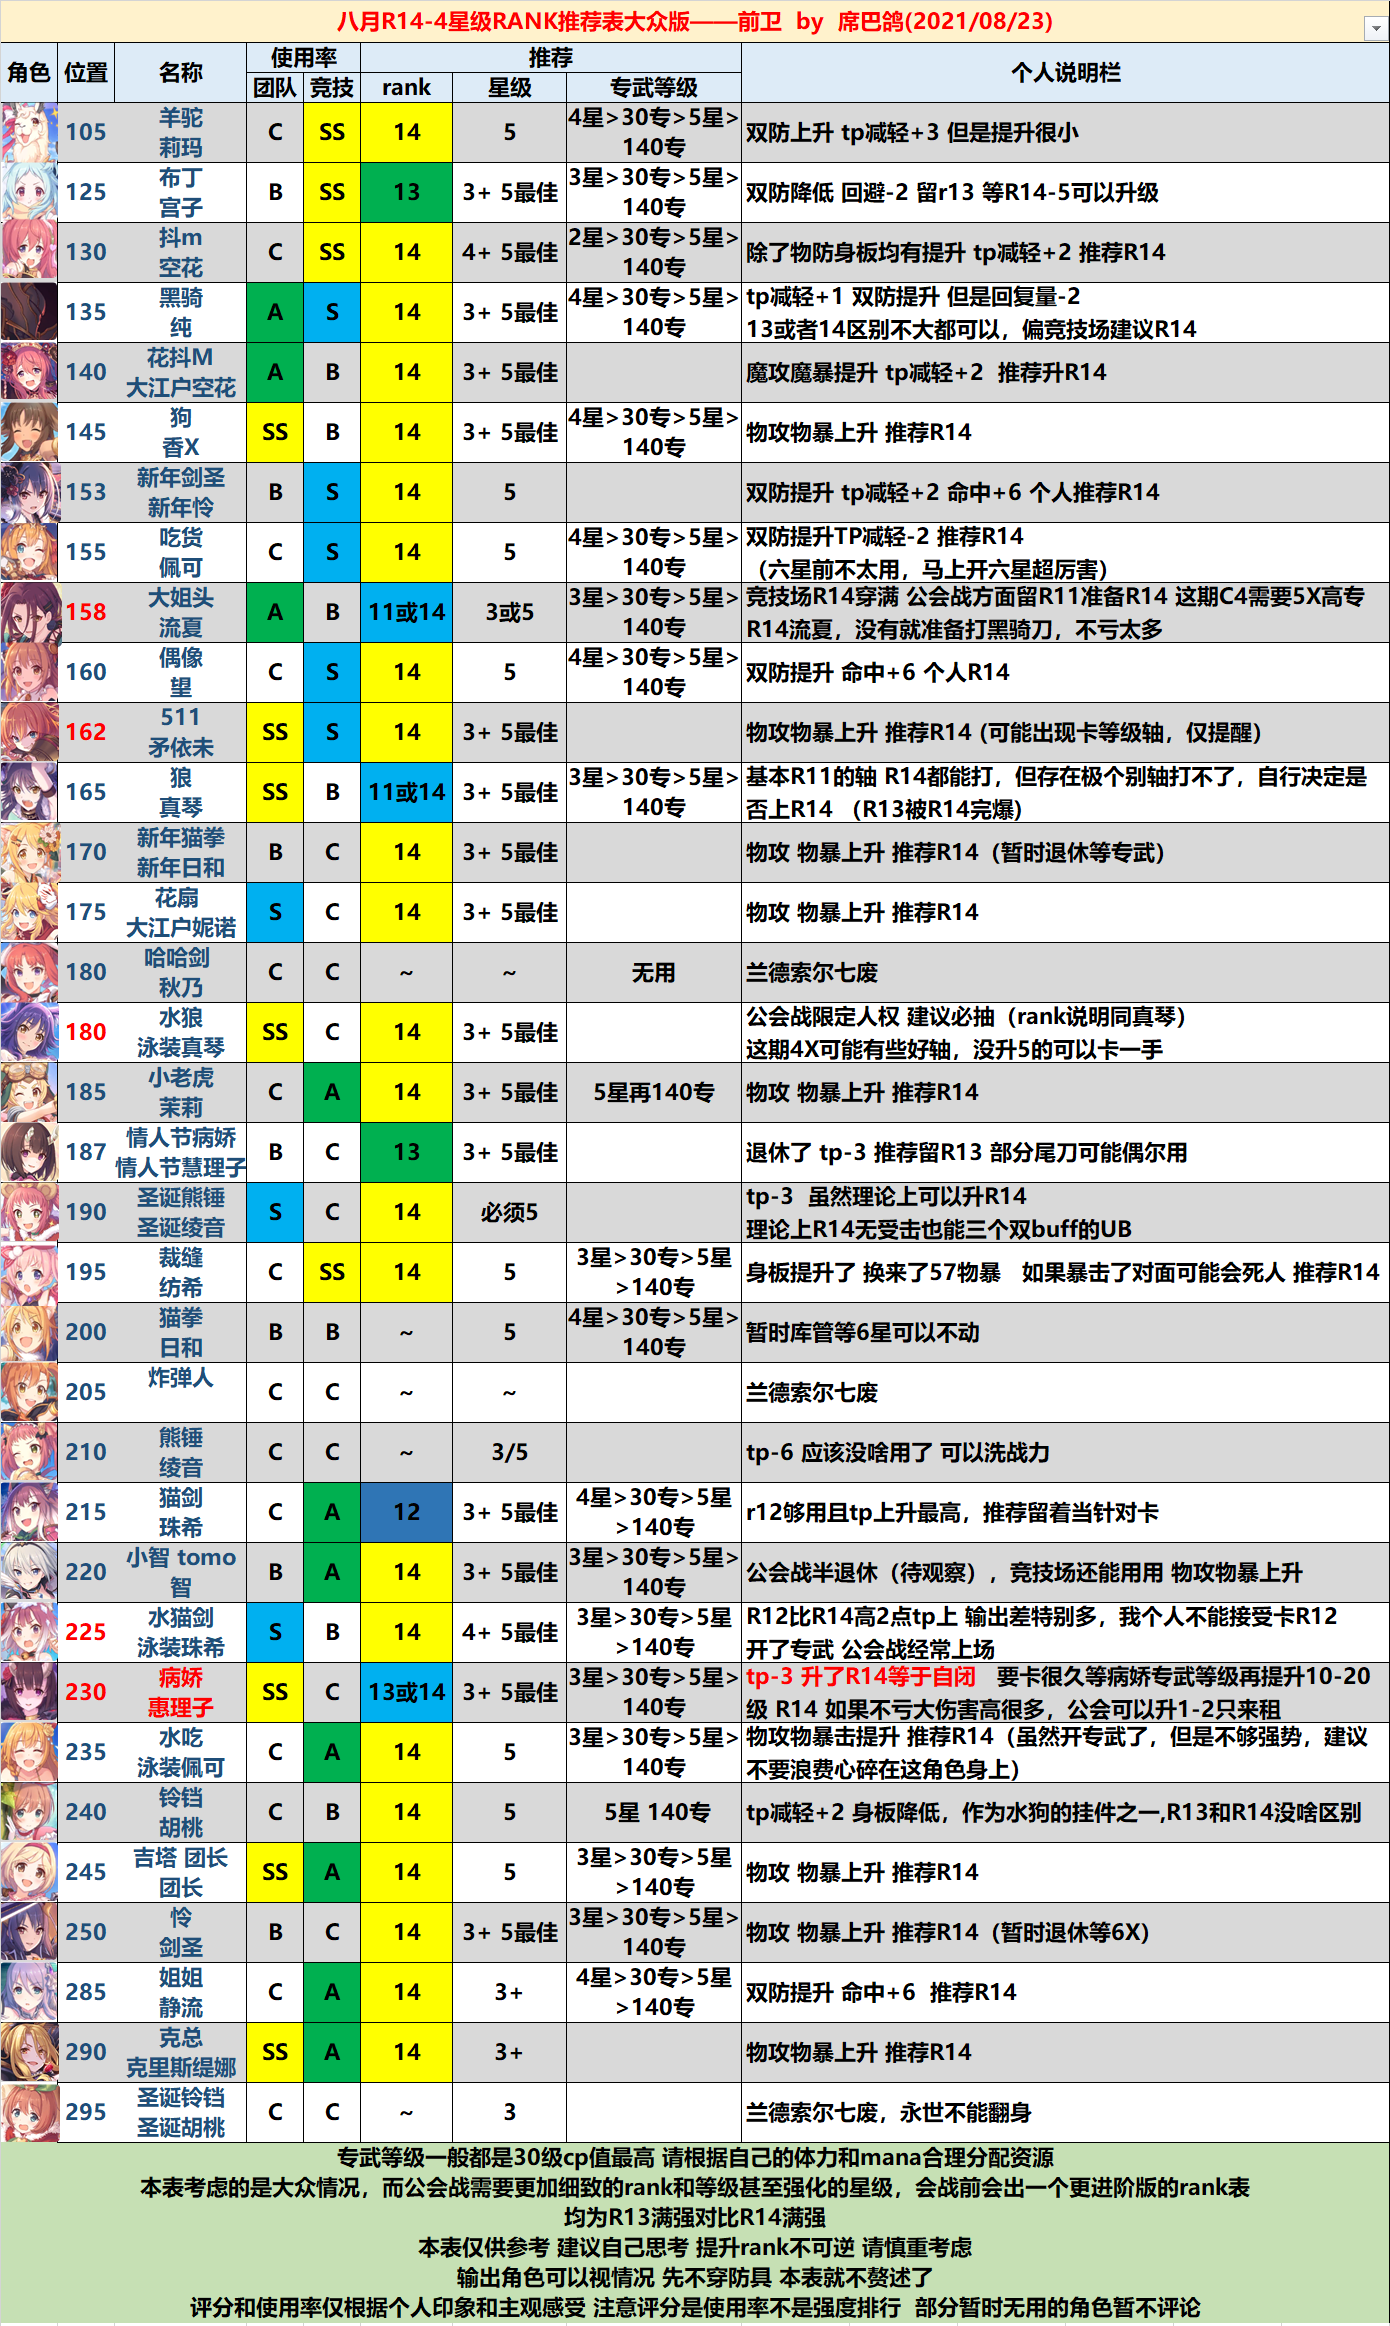 八月R14-4星级RANK推荐表大众版——前卫 by 席巴鸽(2021/08/23)
角色 位置 名称 使用率 推荐 个人说明栏
团队 竞技 rank 星级 专武等级
105 羊驼 莉玛 C SS 14 5 4星>30专>5星>140专 双防上升 tp减轻+3 但是提升很小
125 布丁 宫子 B SS 13 3+ 5最佳 3星>30专>5星>140专 双防降低 回避-2 留r13 等R14-5可以升级
130 抖m 空花 C SS 14 4+ 5最佳 2星>30专>5星>140专 除了物防身板均有提升 tp减轻+2 推荐R14
135 黑骑 纯 A S 14 3+ 5最佳 4星>30专>5星>140专 tp减轻+1 双防提升 但是回复量-2
13或者14区别不大都可以，偏竞技场建议R14
140 花抖M 大江户空花 A B 14 3+ 5最佳 魔攻魔暴提升 tp减轻+2 推荐升R14
145 狗 香X SS B 14 3+ 5最佳 4星>30专>5星>140专 物攻物暴上升 推荐R14
153 新年剑圣 新年怜 B S 14 5 双防提升 tp减轻+2 命中+6 个人推荐R14
155 吃货 佩可 C S 14 5 4星>30专>5星>140专 双防提升TP减轻-2 推荐R14
（六星前不太用，马上开六星超厉害）
158 大姐头 流夏 A B 11或14 3或5 3星>30专>5星>140专 竞技场R14穿满 公会战方面留R11准备R14 这期C4需要5X高专
R14流夏，没有就准备打黑骑刀，不亏太多
160 偶像 望 C S 14 5 4星>30专>5星>140专 双防提升 命中+6 个人R14
162 511 矛依未 SS S 14 3+ 5最佳 物攻物暴上升 推荐R14 (可能出现卡等级轴，仅提醒）
165 狼 真琴 SS B 11或14 3+ 5最佳 3星>30专>5星>140专 基本R11的轴 R14都能打，但存在极个别轴打不了，自行决定是
否上R14 （R13被R14完爆)
170 新年猫拳 新年日和 B C 14 3+ 5最佳 物攻 物暴上升 推荐R14（暂时退休等专武）
175 花扇 大江户妮诺 S C 14 3+ 5最佳 物攻 物暴上升 推荐R14
180 哈哈剑 秋乃 C C ~ ~ 无用 兰德索尔七废
180 水狼 泳装真琴 SS C 14 3+ 5最佳 公会战限定人权 建议必抽（rank说明同真琴）
这期4X可能有些好轴，没升5的可以卡一手
185 小老虎 茉莉 C A 14 3+ 5最佳 5星再140专 物攻 物暴上升 推荐R14
187 情人节病娇 情人节慧理子 B C 13 3+ 5最佳 退休了 tp-3 推荐留R13 部分尾刀可能偶尔用
190 圣诞熊锤 圣诞绫音 S C 14 必须5 tp-3 虽然理论上可以升R14
理论上R14无受击也能三个双buff的UB
195 裁缝 纺希 C SS 14 5 3星>30专>5星>140专 身板提升了 换来了57物暴 如果暴击了对面可能会死人 推荐R14
200 猫拳 日和 B B ~ 5 4星>30专>5星>140专 暂时库管等6星可以不动
205 炸弹人 C C ~ ~ 兰德索尔七废
210 熊锤 绫音 C C ~ 3/5 tp-6 应该没啥用了 可以洗战力
215 猫剑 珠希 C A 12 3+ 5最佳 4星>30专>5星>140专 r12够用且tp上升最高，推荐留着当针对卡
220 小智 tomo 智 B A 14 3+ 5最佳 3星>30专>5星>140专 公会战半退休（待观察），竞技场还能用用 物攻物暴上升
225 水猫剑 泳装珠希 S B 14 4+ 5最佳 3星>30专>5星>140专 R12比R14高2点tp上 输出差特别多，我个人不能接受卡R12
开了专武 公会战经常上场
230 病娇 惠理子 SS C 13或14 3+ 5最佳 3星>30专>5星>140专 tp-3 升了R14等于自闭 要卡很久等病娇专武等级再提升10-20
级 R14 如果不亏大伤害高很多，公会可以升1-2只来租
235 水吃 泳装佩可 C A 14 5 3星>30专>5星>140专 物攻物暴击提升 推荐R14（虽然开专武了，但是不够强势，建议
不要浪费心碎在这角色身上）
240 铃铛 胡桃 C B 14 5 5星 140专 tp减轻+2 身板降低，作为水狗的挂件之一,R13和R14没啥区别
245 吉塔 团长 团长 SS A 14 5 3星>30专>5星>140专 物攻 物暴上升 推荐R14
250 怜 剑圣 B C 14 3+ 5最佳 3星>30专>5星>140专 物攻 物暴上升 推荐R14（暂时退休等6X）
285 姐姐 静流 C A 14 3+ 4星>30专>5星>140专 双防提升 命中+6 推荐R14
290 克总 克里斯缇娜 SS A 14 3+ 物攻物暴上升 推荐R14
295 圣诞铃铛 圣诞胡桃 C C ~ 3 兰德索尔七废，永世不能翻身
专武等级一般都是30级cp值最高 请根据自己的体力和mana合理分配资源
本表考虑的是大众情况，而公会战需要更加细致的rank和等级甚至强化的星级，会战前会出一个更进阶版的rank表
均为R13满强对比R14满强
本表仅供参考 建议自己思考 提升rank不可逆 请慎重考虑
输出角色可以视情况 先不穿防具 本表就不赘述了
评分和使用率仅根据个人印象和主观感受 注意评分是使用率不是强度排行 部分暂时无用的角色暂不评论